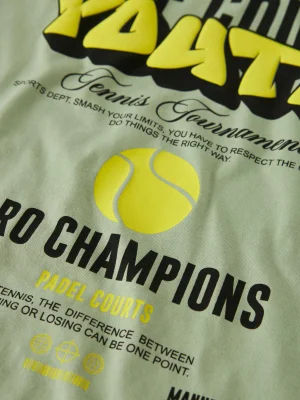 YOUTH
Tennis Tournament
SPORTS DEPT. SMASH YOUR LIMITS, YOU HAVE TO RESPECT THE
DO THINGS THE RIGHT WAY.
RO CHAMPIONS
PADEL COURTS
TENNIS, THE DIFFERENCE BETWEEN
ING OR LOSING CAN BE ONE POINT.